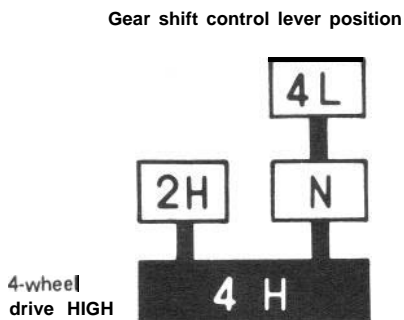 Gear shift control lever position
4L
2H N
4-wheel
drive HIGH
4 H